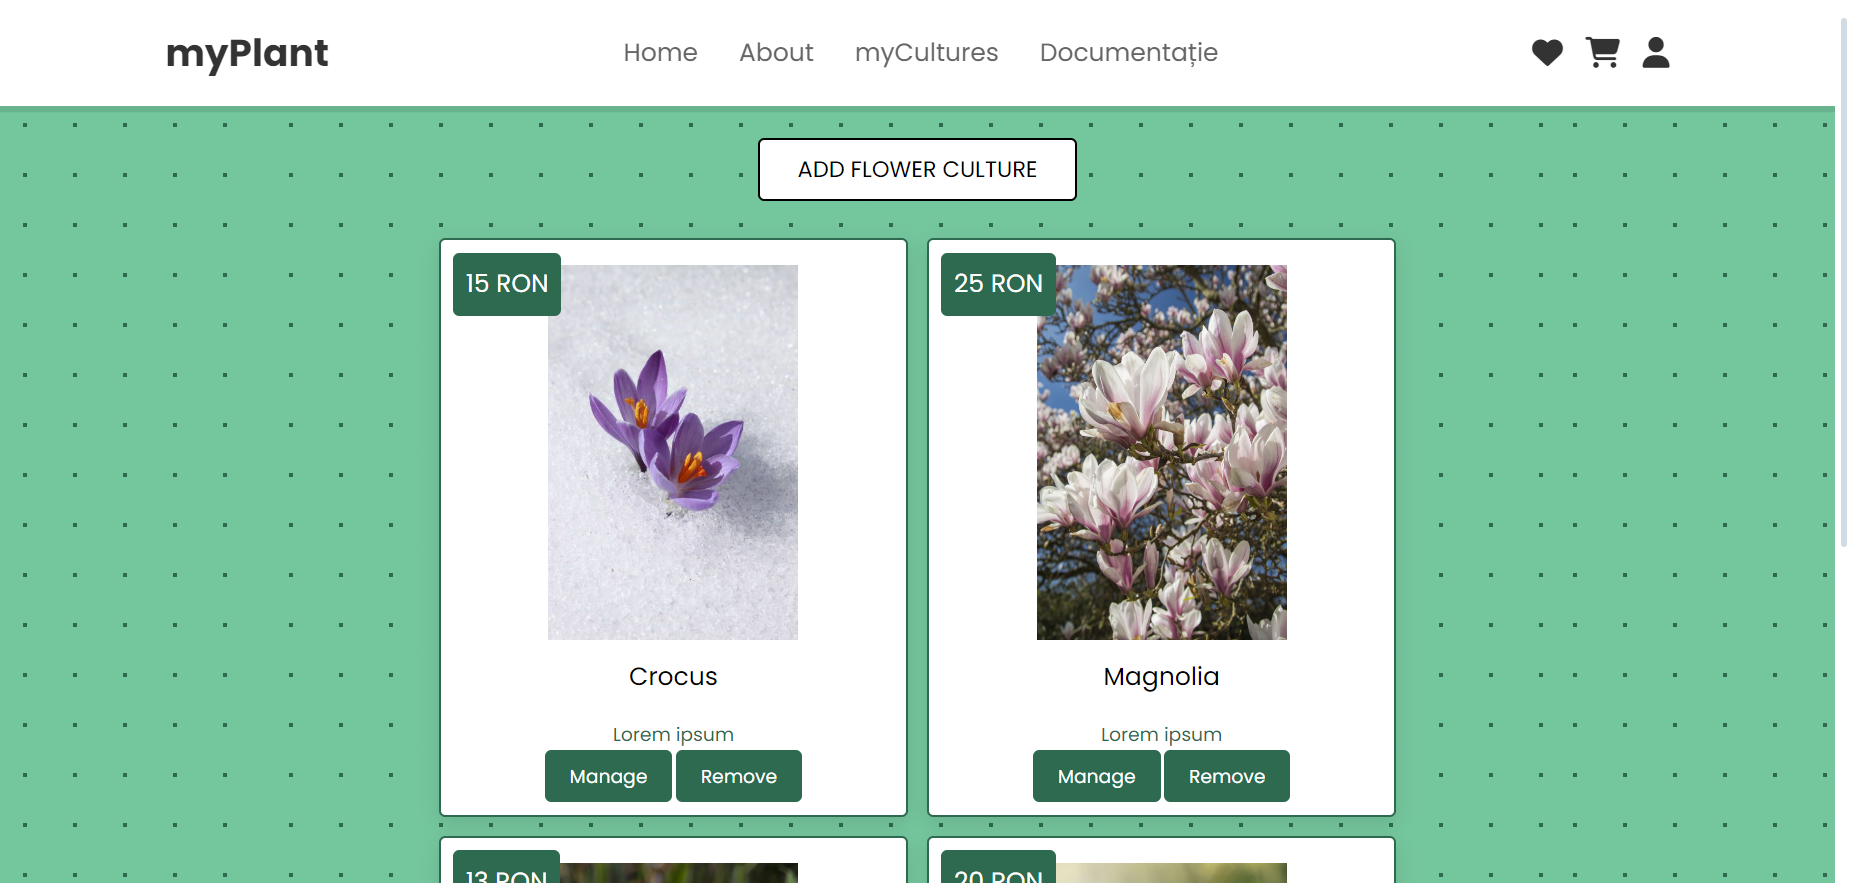 myPlant
Home About myCultures Documentație
ADD FLOWER CULTURE
15 RON
25 RON
Crocus
Magnolia
Lorem ipsum
Lorem ipsum
Manage Remove
Manage Remove
13 RON
20 RON